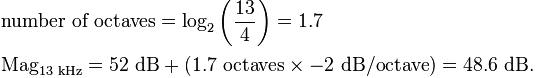 number of octaves = log₂(13/4) = 1.7
Mag₁₃ kHz = 52 dB + (1.7 octaves × −2 dB/octave) = 48.6 dB.